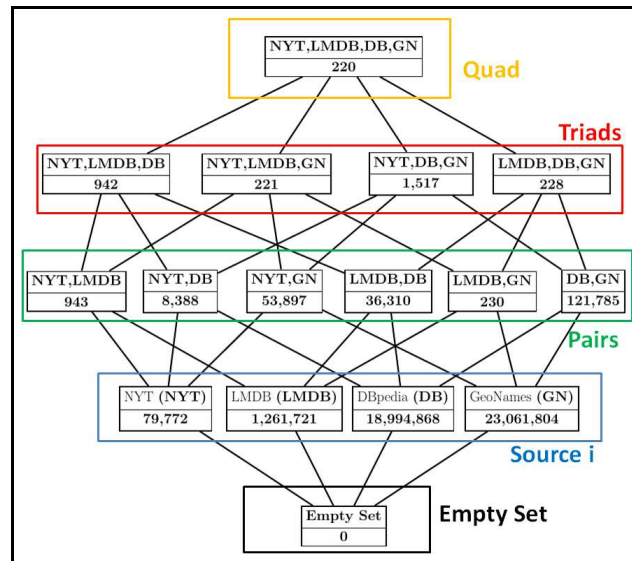 NYT,LMDB,DB,GN
220
Quad
Triads
NYT,LMDB,DB
942
NYT,LMDB,GN
221
NYT,DB,GN
1,517
LMDB,DB,GN
228
NYT,LMDB
943
NYT,DB
8,388
NYT,GN
53,897
LMDB,DB
36,310
LMDB,GN
230
DB,GN
121,785
Pairs
NYT (NYT)
79,772
LMDB (LMDB)
1,261,721
DBpedia (DB)
18,994,868
GeoNames (GN)
23,061,804
Source i
Empty Set
0
Empty Set